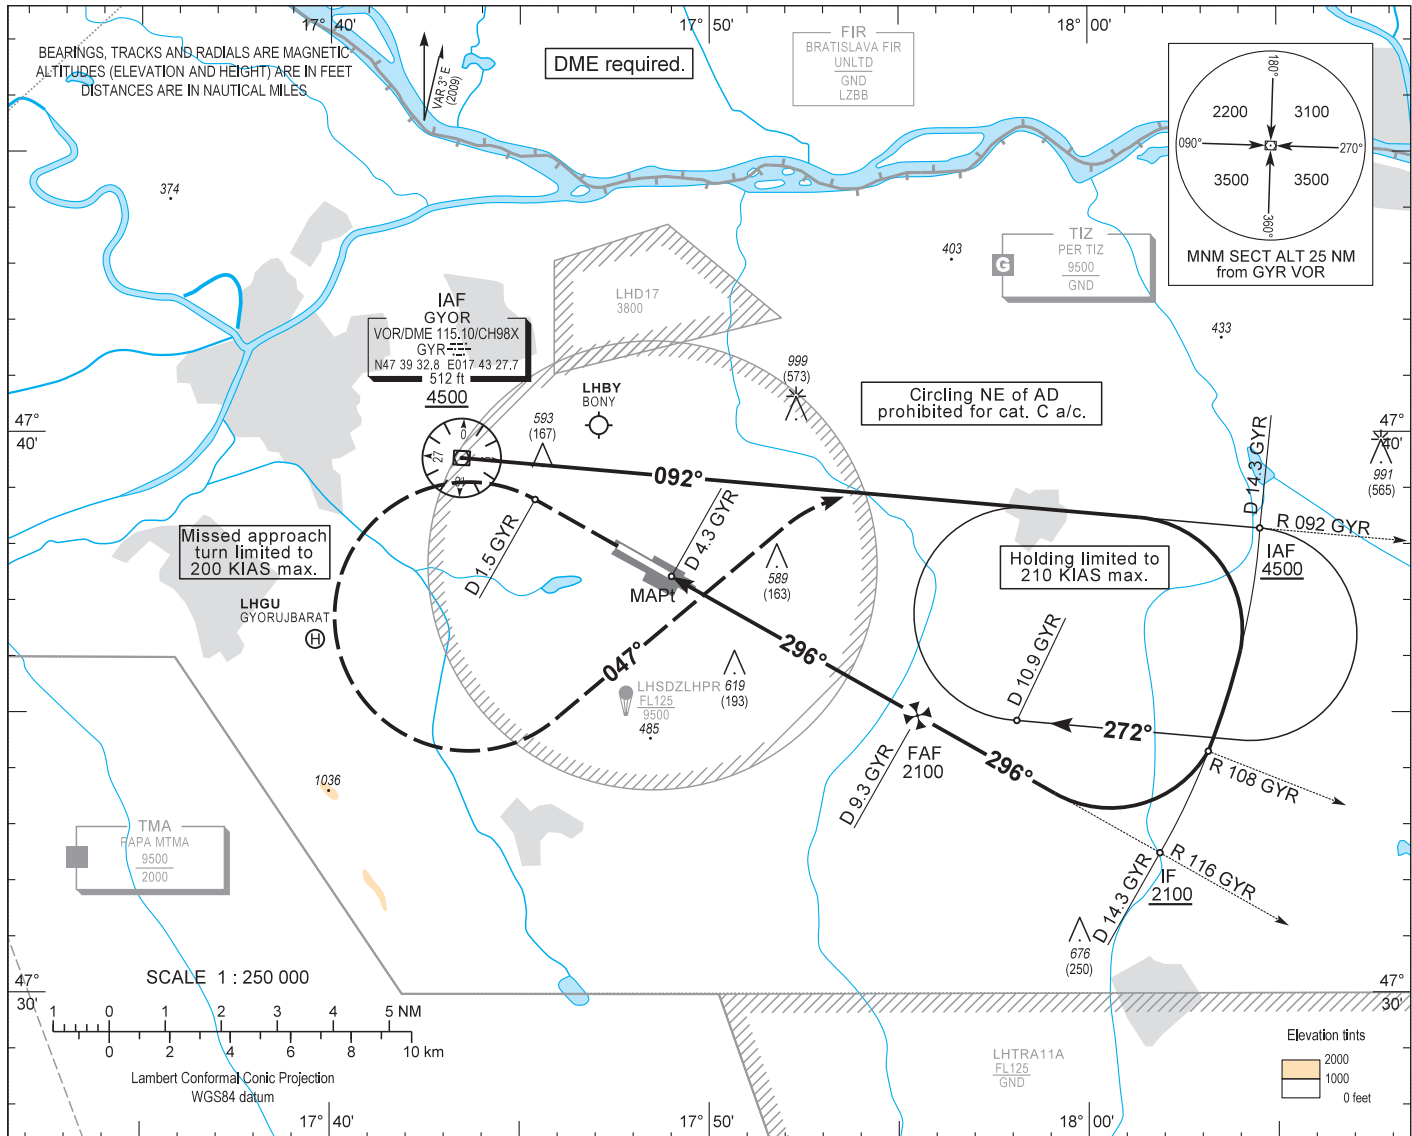 17° 40'
17° 50'
18° 00'
BEARINGS, TRACKS AND RADIALS ARE MAGNETIC
ALTITUDES (ELEVATION AND HEIGHT) ARE IN FEET
DISTANCES ARE IN NAUTICAL MILES
VAR 3° E
(2009)
DME required.
FIR
BRATISLAVA FIR
UNLTD
GND
LZBB
180°
2200
3100
090°
270°
3500
3500
360°
MNM SECT ALT 25 NM
from GYR VOR
374
403
TIZ
PER TIZ
G
9500
GND
433
LHD17
3800
IAF
GYOR
VOR/DME 115.10/CH98X
GYR
N47 39 32.8 E017 43 27.7
512 ft
4500
LHBY
BONY
999
(573)
Circling NE of AD
prohibited for cat. C a/c.
593
(167)
47°
40'
47°
40'
991
(565)
0
27
18
092°
D 14.3 GYR
R 092 GYR
IAF
4500
Missed approach
turn limited to
200 KIAS max.
D 1.5 GYR
D 4.3 GYR
MAPt
589
(163)
Holding limited to
210 KIAS max.
LHGU
GYORUJBARAT
H
047°
296°
D 10.9 GYR
LHSDZLHPR
FL125
9500
485
619
(193)
272°
FAF
2100
D 9.3 GYR
296°
R 108 GYR
1036
TMA
PAPA MTMA
9500
2000
R 116 GYR
IF
2100
D 14.3 GYR
676
(250)
SCALE 1 : 250 000
1 0 1 2 3 4 5 NM
0 2 4 6 8 10 km
Lambert Conformal Conic Projection
WGS84 datum
47°
30'
47°
30'
LHTRA11A
FL125
GND
Elevation tints
2000
1000
0 feet
17° 40'
17° 50'
18° 00'